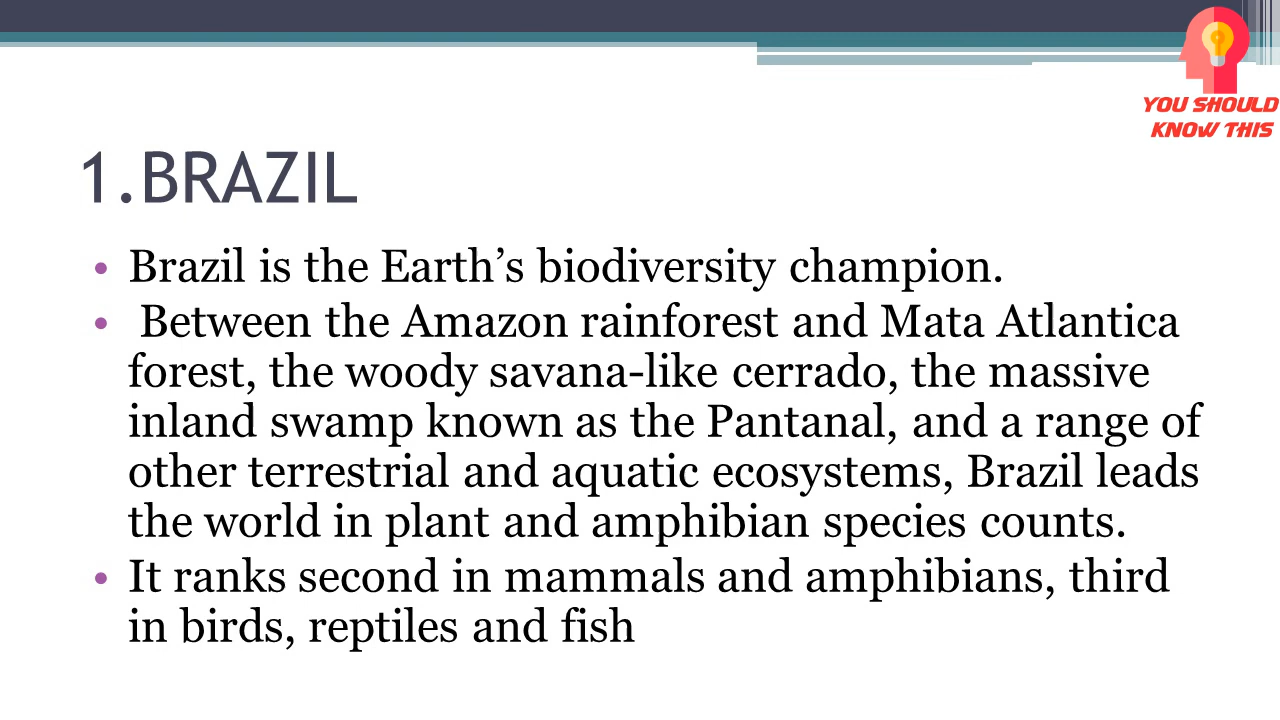 YOU SHOULD
KNOW THIS
1.BRAZIL
• Brazil is the Earth’s biodiversity champion.
• Between the Amazon rainforest and Mata Atlantica
forest, the woody savana-like cerrado, the massive
inland swamp known as the Pantanal, and a range of
other terrestrial and aquatic ecosystems, Brazil leads
the world in plant and amphibian species counts.
• It ranks second in mammals and amphibians, third
in birds, reptiles and fish